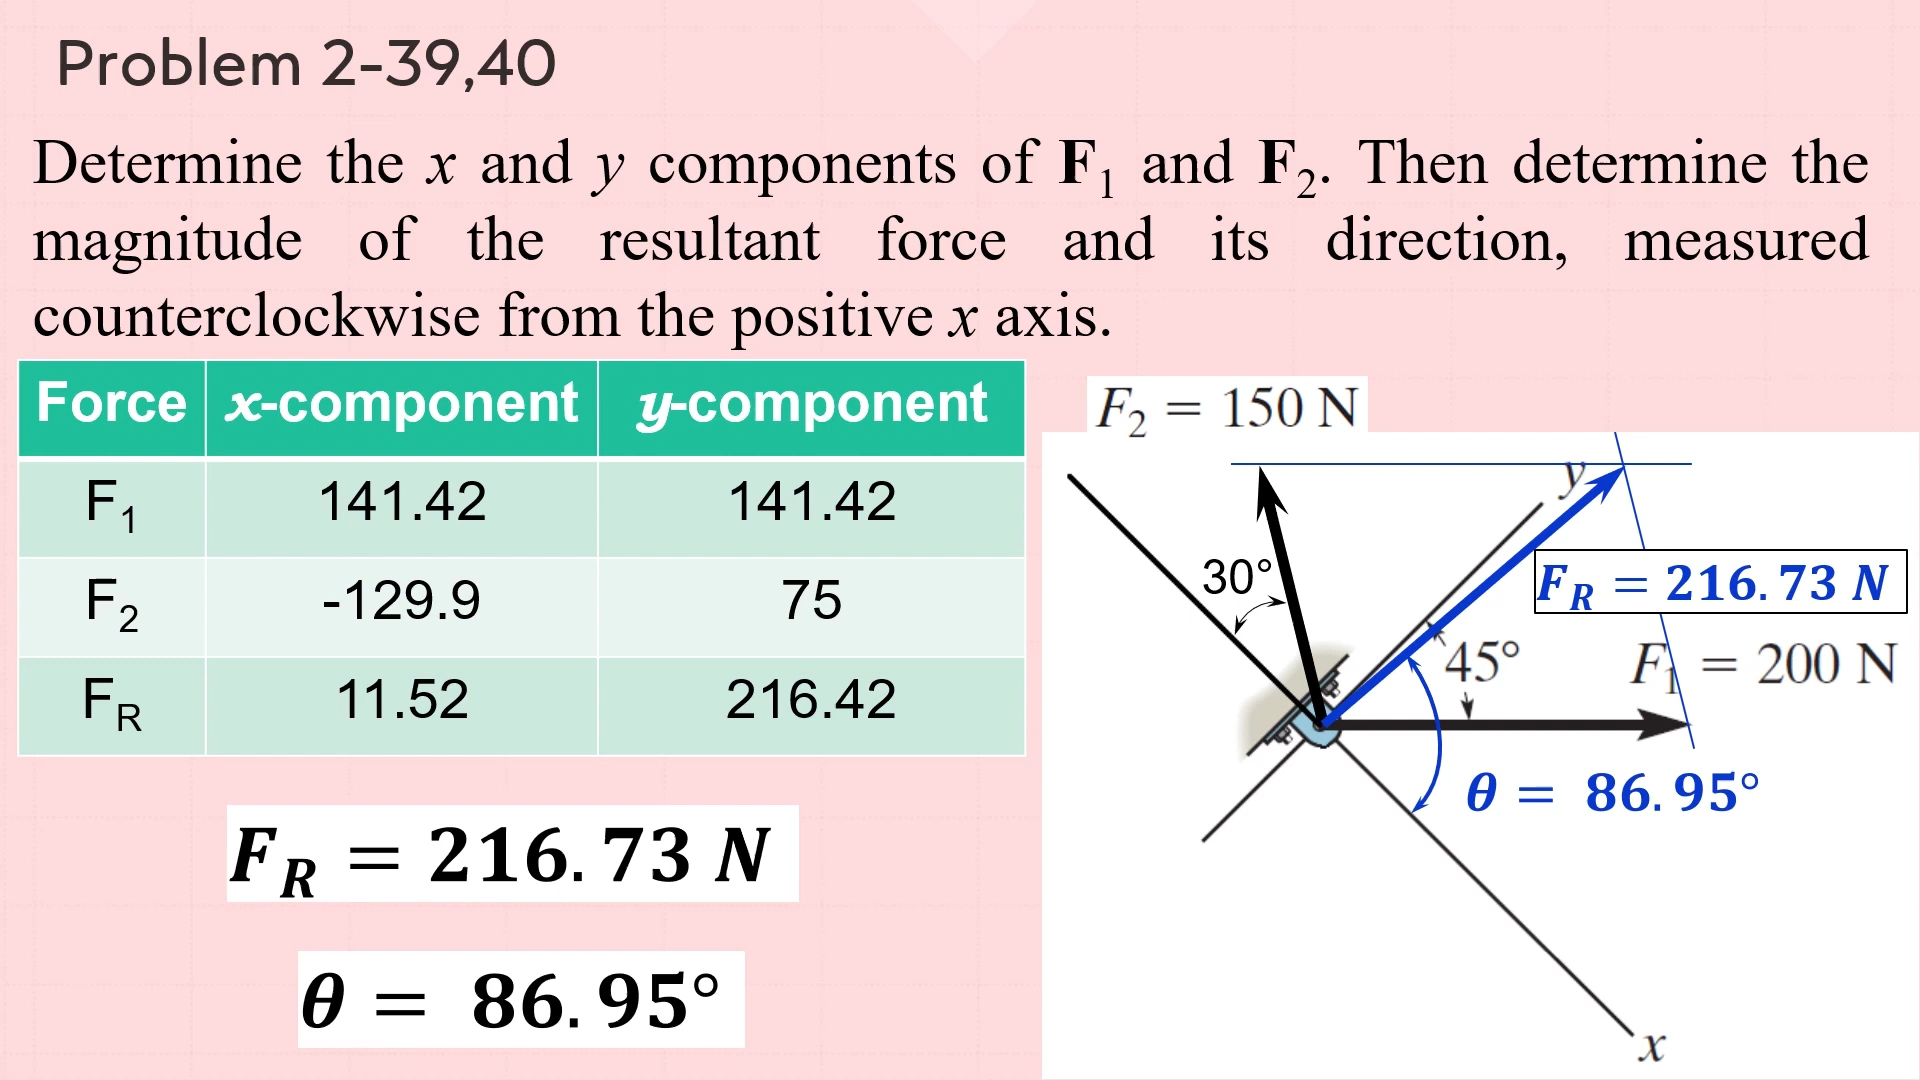 Problem 2-39,40
Determine the x and y components of F₁ and F₂. Then determine the
magnitude of the resultant force and its direction, measured
counterclockwise from the positive x axis.
Force x-component y-component
F₁ 141.42 141.42
F₂ -129.9 75
F_R 11.52 216.42
F_R = 216.73 N
θ = 86.95°
F₂ = 150 N
y
30°
F_R = 216.73 N
45°
F₁ = 200 N
θ = 86.95°
x